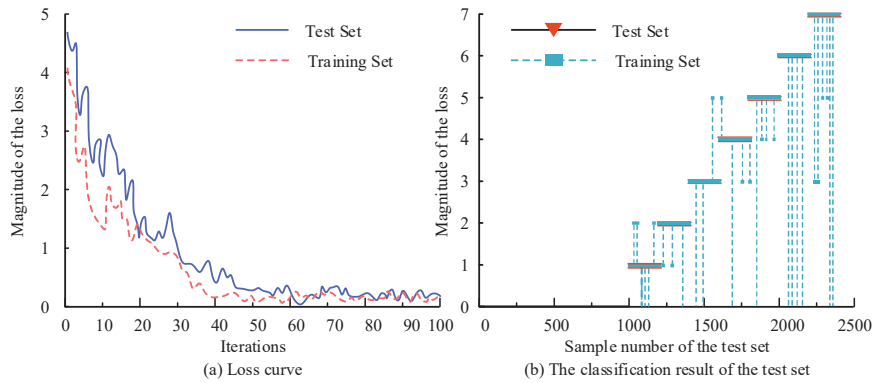 5
4
3
2
1
0
Magnitude of the loss
Test Set
Training Set
0 10 20 30 40 50 60 70 80 90 100
Iterations
(a) Loss curve
7
6
5
4
3
2
1
0
Magnitude of the loss
Test Set
Training Set
0 500 1000 1500 2000 2500
Sample number of the test set
(b) The classification result of the test set